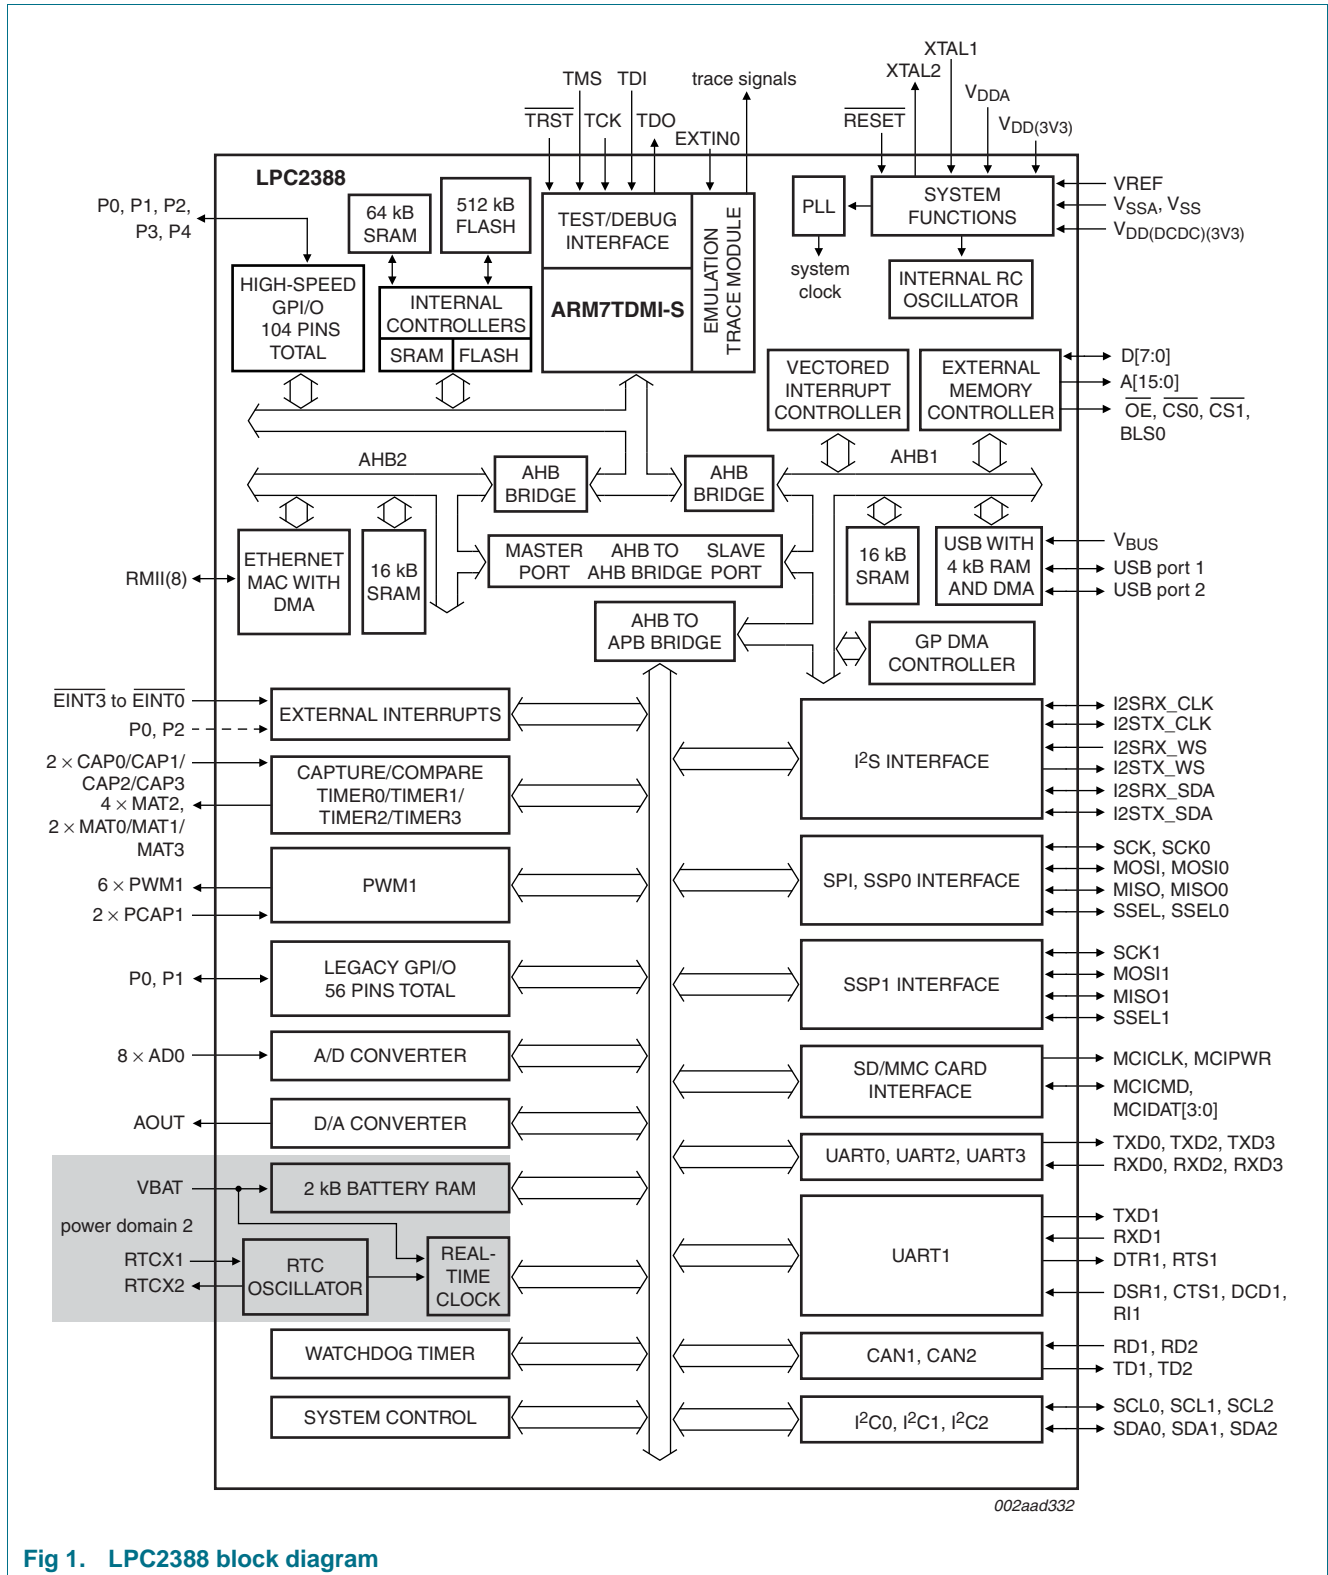 XTAL1
XTAL2
TMS TDI
trace signals
VDDA
TRST TCK TDO
RESET
VDD(3V3)
EXTIN0
LPC2388
P0, P1, P2,
P3, P4
64 kB
SRAM
512 kB
FLASH
TEST/DEBUG
INTERFACE
EMULATION
TRACE MODULE
PLL
SYSTEM
FUNCTIONS
VREF
VSSA, VSS
VDD(DCDC)(3V3)
system
clock
HIGH-SPEED
GPI/O
104 PINS
TOTAL
INTERNAL
CONTROLLERS
SRAM FLASH
ARM7TDMI-S
INTERNAL RC
OSCILLATOR
VECTORED
INTERRUPT
CONTROLLER
EXTERNAL
MEMORY
CONTROLLER
D[7:0]
A[15:0]
OE, CS0, CS1,
BLS0
AHB2
AHB
BRIDGE
AHB
BRIDGE
AHB1
RMII(8)
ETHERNET
MAC WITH
DMA
16 kB
SRAM
MASTER
PORT
AHB TO
AHB BRIDGE
SLAVE
PORT
16 kB
SRAM
USB WITH
4 kB RAM
AND DMA
VBUS
USB port 1
USB port 2
AHB TO
APB BRIDGE
GP DMA
CONTROLLER
EINT3 to EINT0
P0, P2
EXTERNAL INTERRUPTS
I2S INTERFACE
I2SRX_CLK
I2STX_CLK
I2SRX_WS
I2STX_WS
I2SRX_SDA
I2STX_SDA
2 × CAP0/CAP1/
CAP2/CAP3
4 × MAT2,
2 × MAT0/MAT1/
MAT3
CAPTURE/COMPARE
TIMER0/TIMER1/
TIMER2/TIMER3
6 × PWM1
2 × PCAP1
PWM1
SPI, SSP0 INTERFACE
SCK, SCK0
MOSI, MOSI0
MISO, MISO0
SSEL, SSEL0
P0, P1
LEGACY GPI/O
56 PINS TOTAL
SSP1 INTERFACE
SCK1
MOSI1
MISO1
SSEL1
8 × AD0
A/D CONVERTER
SD/MMC CARD
INTERFACE
MCICLK, MCIPWR
MCICMD,
MCIDAT[3:0]
AOUT
D/A CONVERTER
UART0, UART2, UART3
TXD0, TXD2, TXD3
RXD0, RXD2, RXD3
VBAT
2 kB BATTERY RAM
power domain 2
RTCX1
RTCX2
RTC
OSCILLATOR
REAL-
TIME
CLOCK
UART1
TXD1
RXD1
DTR1, RTS1
DSR1, CTS1, DCD1,
RI1
WATCHDOG TIMER
CAN1, CAN2
RD1, RD2
TD1, TD2
SYSTEM CONTROL
I2C0, I2C1, I2C2
SCL0, SCL1, SCL2
SDA0, SDA1, SDA2
002aad332
Fig 1. LPC2388 block diagram